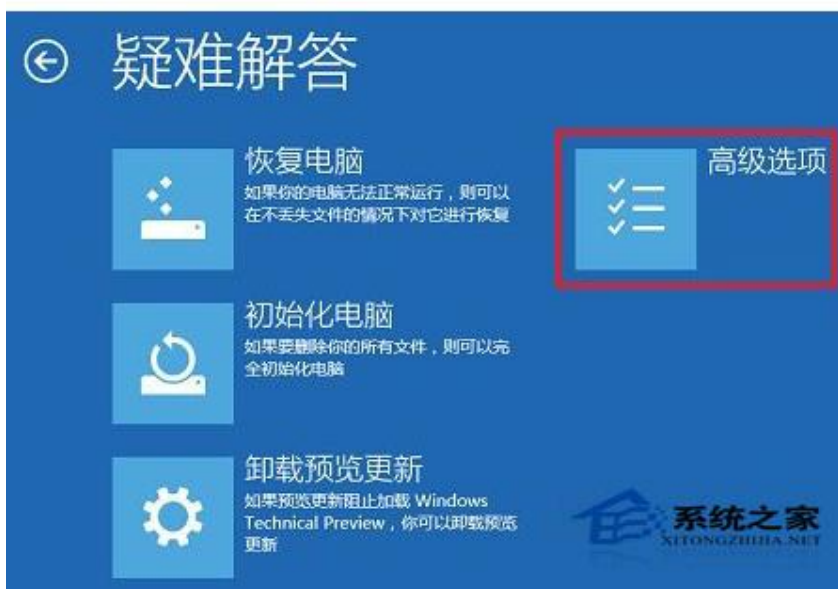 疑难解答
恢复电脑
如果你的电脑无法正常运行，则可以
在不丢失文件的情况下对它进行恢复
高级选项
初始化电脑
如果要删除你的所有文件，则可以完
全初始化电脑
卸载预览更新
如果预览更新阻止加载 Windows
Technical Preview，你可以卸载预览
更新
系统之家
XITONGZHIJIA.NET